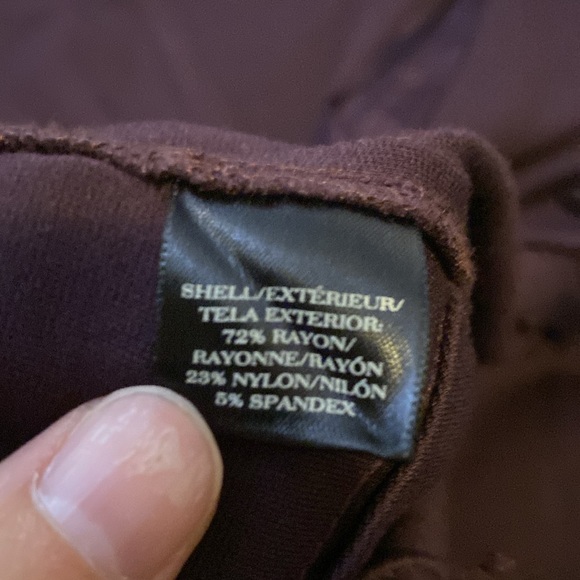 SHELL/EXTÉRIEUR/
TELA EXTERIOR:
72% RAYON/
RAYONNE/RAYÓN
23% NYLON/NILÓN
5% SPANDEX